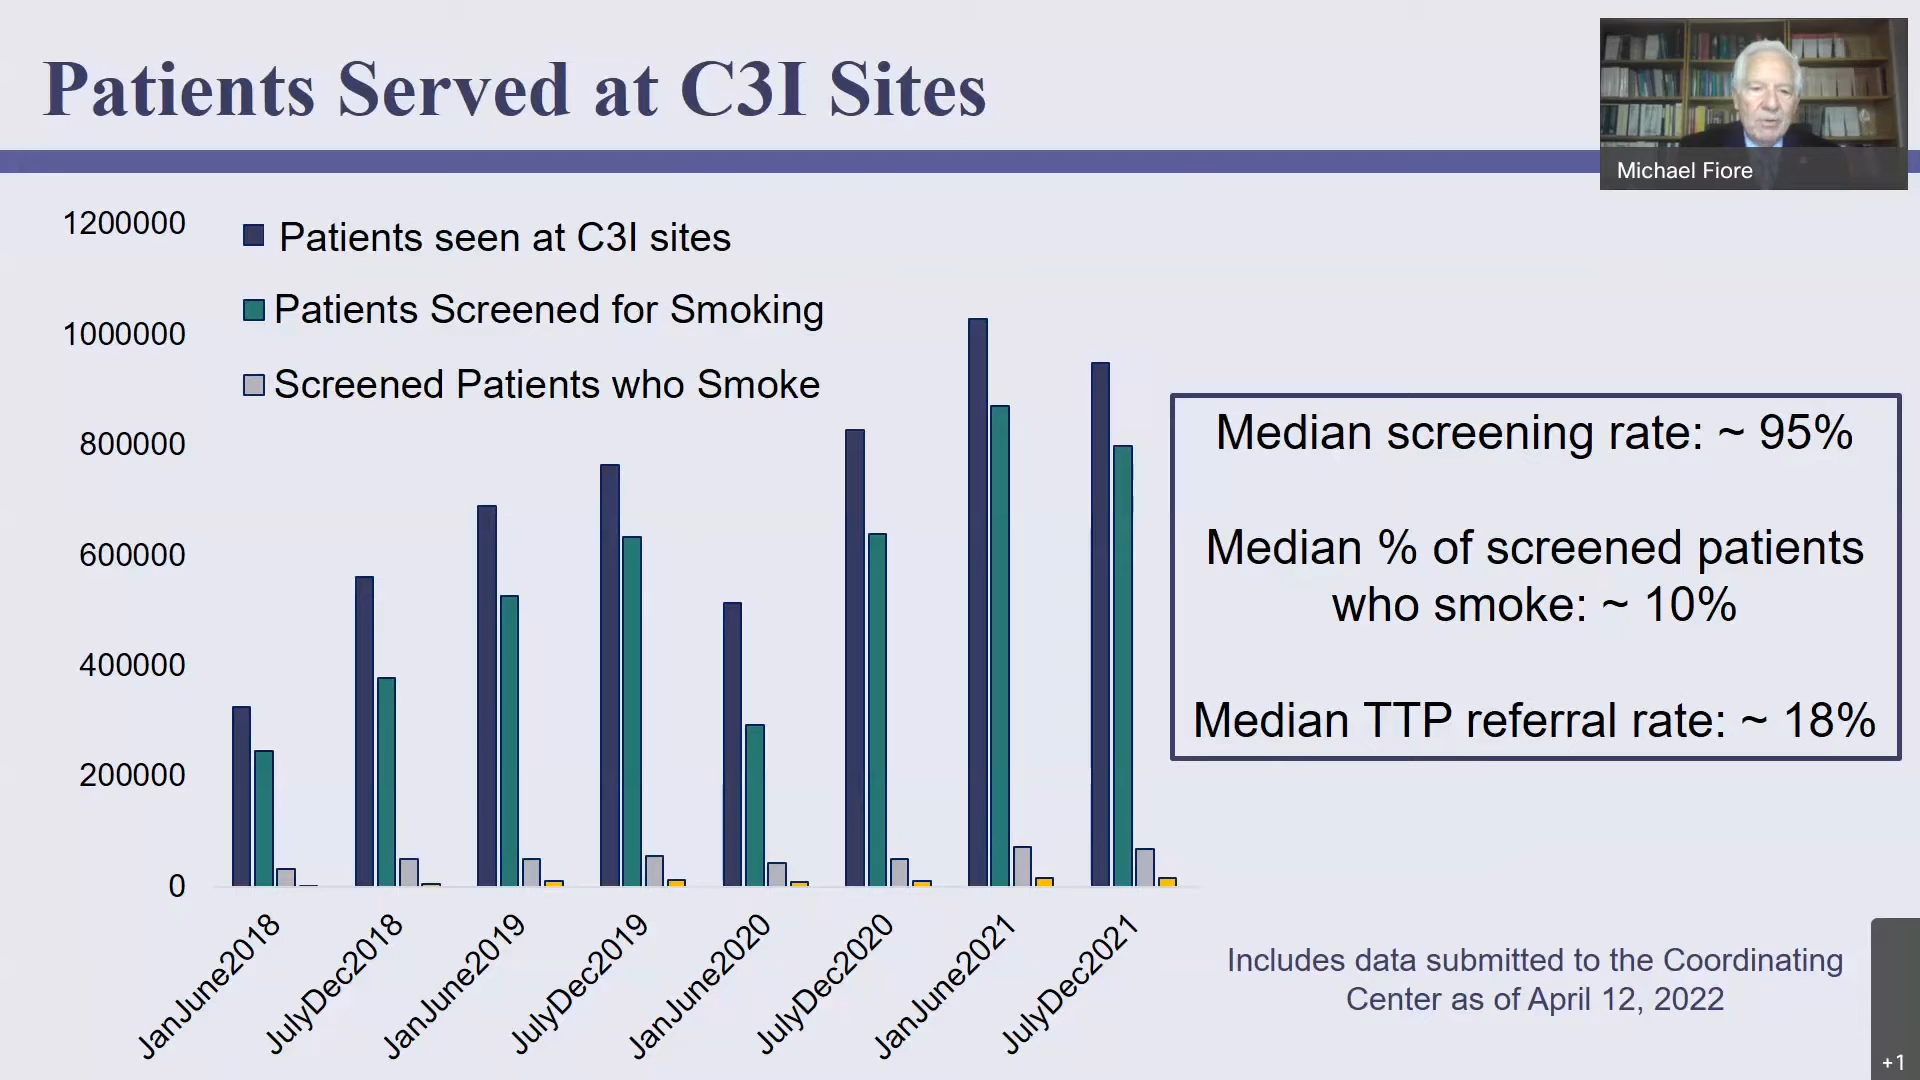 Patients Served at C3I Sites
Michael Fiore
1200000
1000000
800000
600000
400000
200000
0
Patients seen at C3I sites
Patients Screened for Smoking
Screened Patients who Smoke
JanJune2018
JulyDec2018
JanJune2019
JulyDec2019
JanJune2020
JulyDec2020
JanJune2021
JulyDec2021
Median screening rate: ~ 95%
Median % of screened patients
who smoke: ~ 10%
Median TTP referral rate: ~ 18%
Includes data submitted to the Coordinating
Center as of April 12, 2022
+1